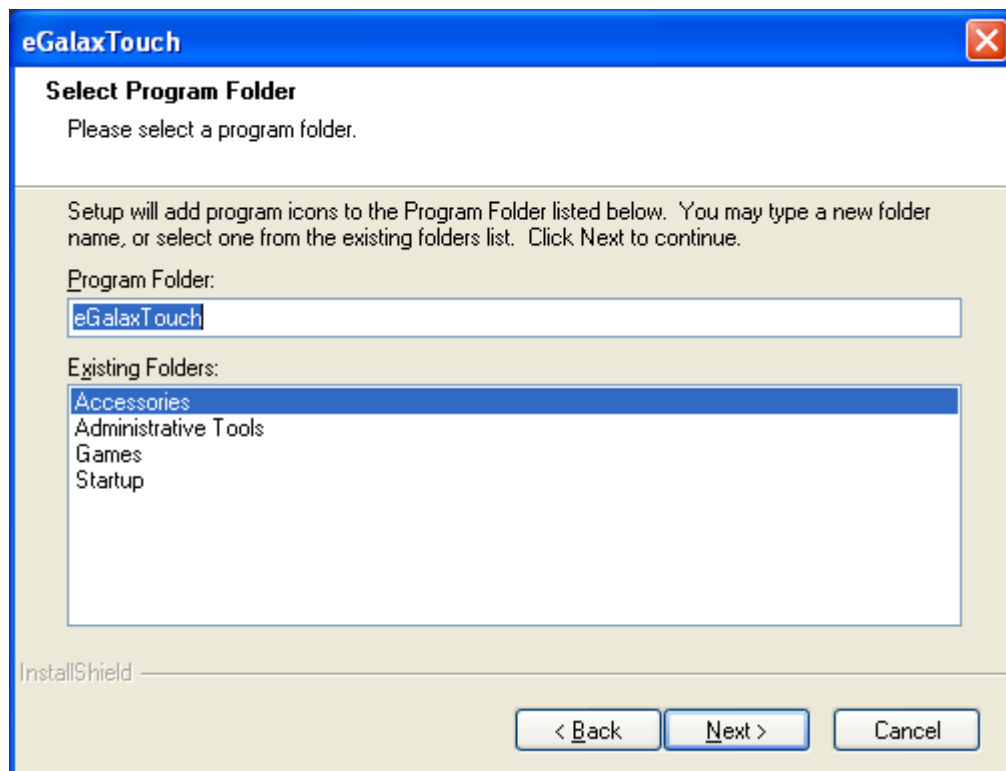 eGalaxTouch
Select Program Folder
Please select a program folder.
Setup will add program icons to the Program Folder listed below.  You may type a new folder
name, or select one from the existing folders list.  Click Next to continue.
Program Folder:
eGalaxTouch
Existing Folders:
Accessories
Administrative Tools
Games
Startup
InstallShield
< Back
Next >
Cancel